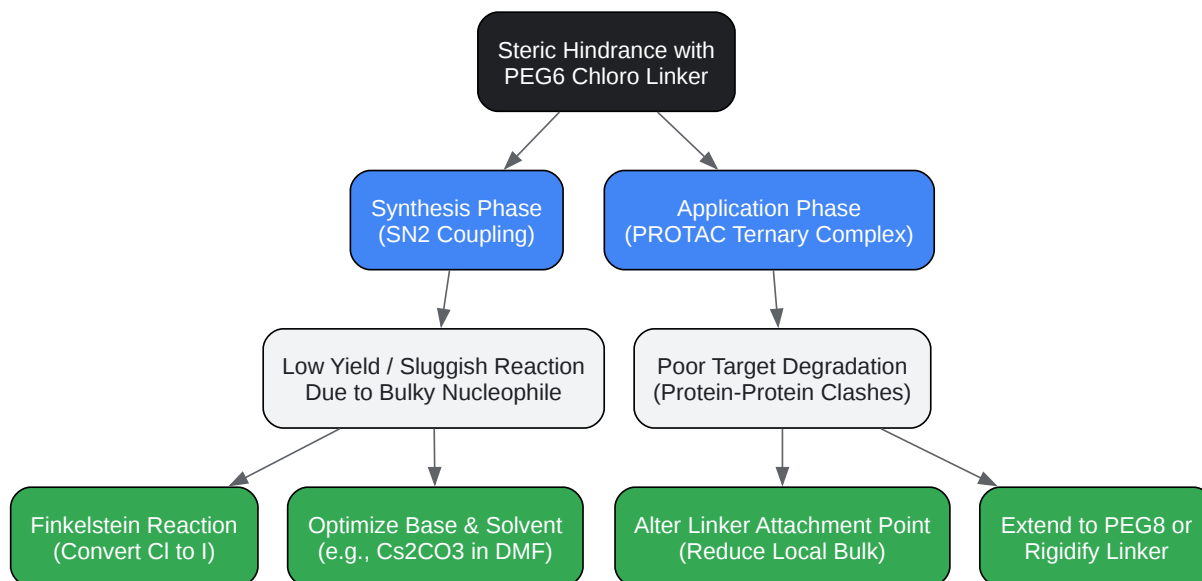 Steric Hindrance with
PEG6 Chloro Linker
Synthesis Phase
(SN2 Coupling)
Application Phase
(PROTAC Ternary Complex)
Low Yield / Sluggish Reaction
Due to Bulky Nucleophile
Poor Target Degradation
(Protein-Protein Clashes)
Finkelstein Reaction
(Convert Cl to I)
Optimize Base & Solvent
(e.g., Cs2CO3 in DMF)
Alter Linker Attachment Point
(Reduce Local Bulk)
Extend to PEG8 or
Rigidify Linker